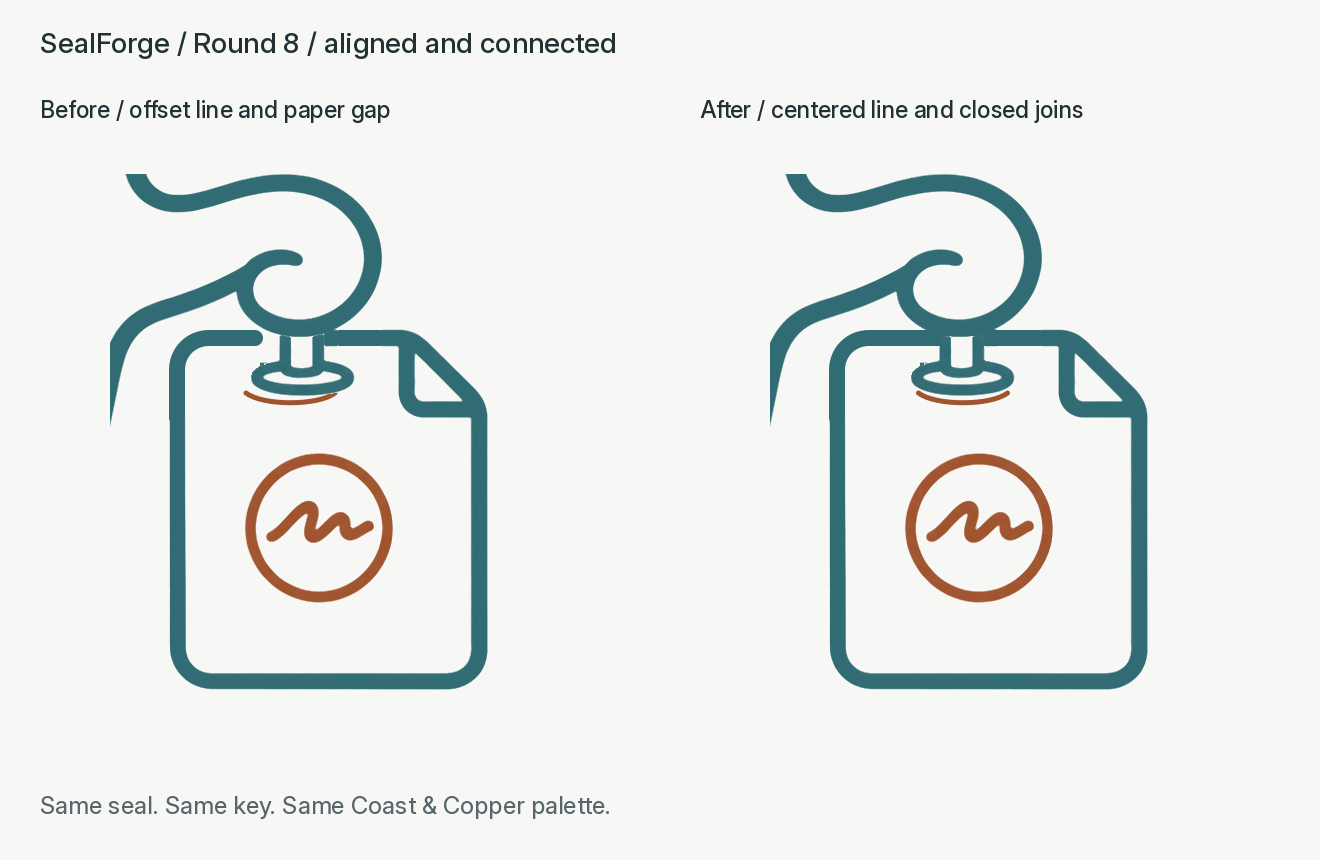 SealForge / Round 8 / aligned and connected
Before / offset line and paper gap
After / centered line and closed joins
Same seal. Same key. Same Coast & Copper palette.